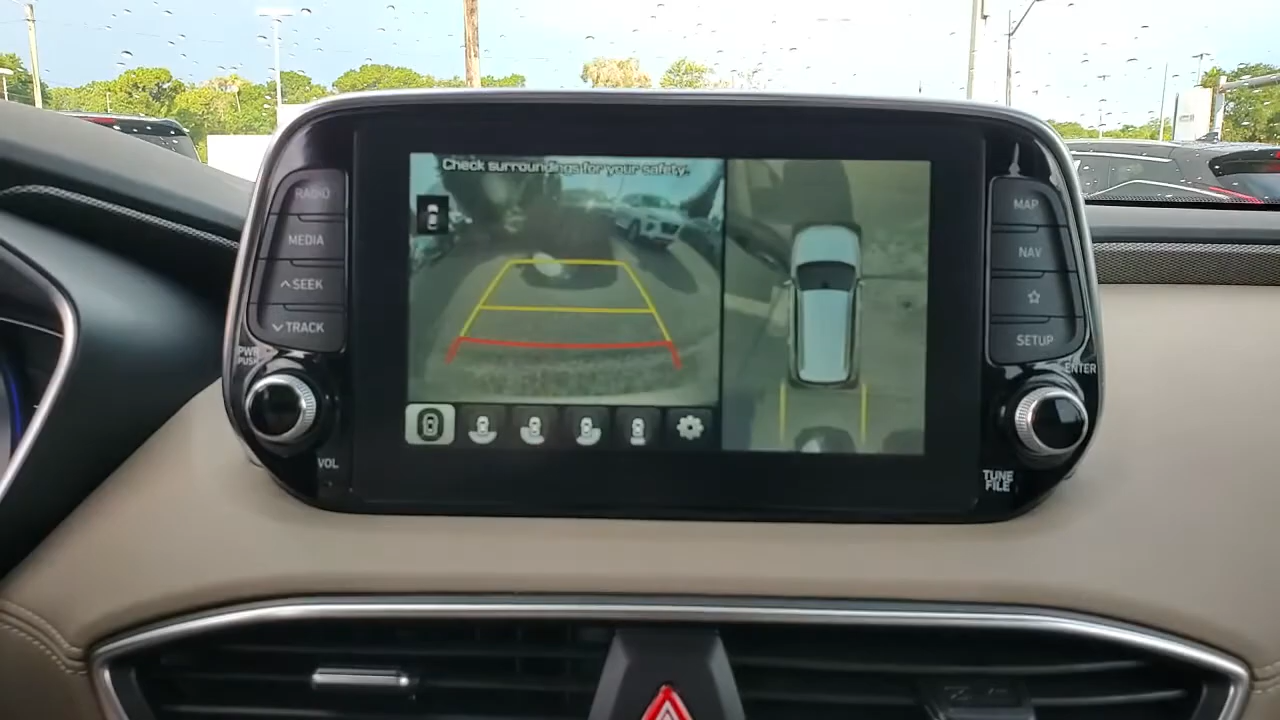 Check surroundings for your safety.
RADIO
MEDIA
SEEK
TRACK
PWR
PUSH
VOL
MAP
NAV
SETUP
ENTER
TUNE
FILE